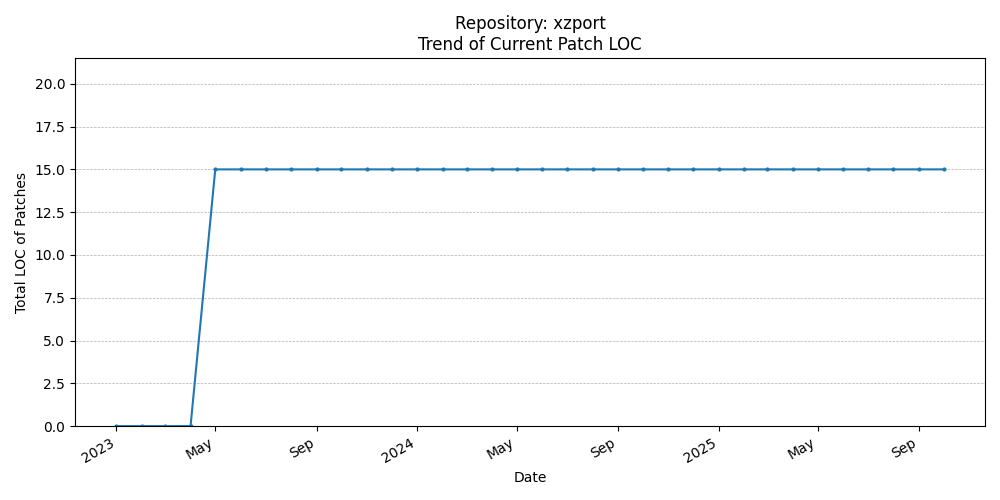 Repository: xzport
Trend of Current Patch LOC
Total LOC of Patches
20.0
17.5
15.0
12.5
10.0
7.5
5.0
2.5
0.0
2023
May
Sep
2024
May
Sep
2025
May
Sep
Date